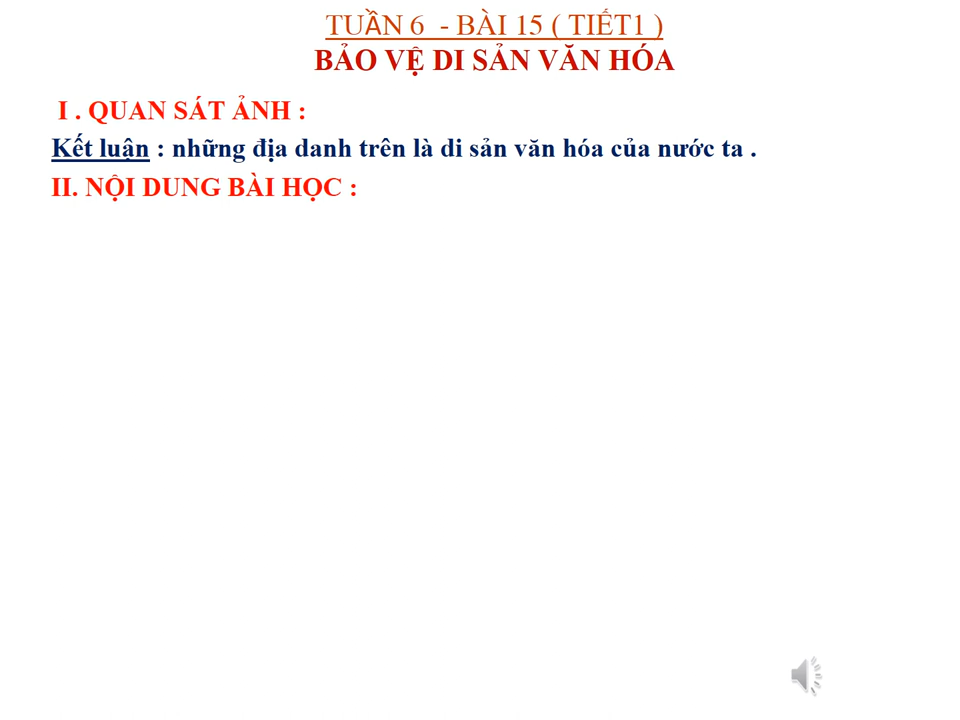 TUẦN 6 - BÀI 15 ( TIẾT1 )
BẢO VỆ DI SẢN VĂN HÓA
I . QUAN SÁT ẢNH :
Kết luận : những địa danh trên là di sản văn hóa của nước ta .
II. NỘI DUNG BÀI HỌC :